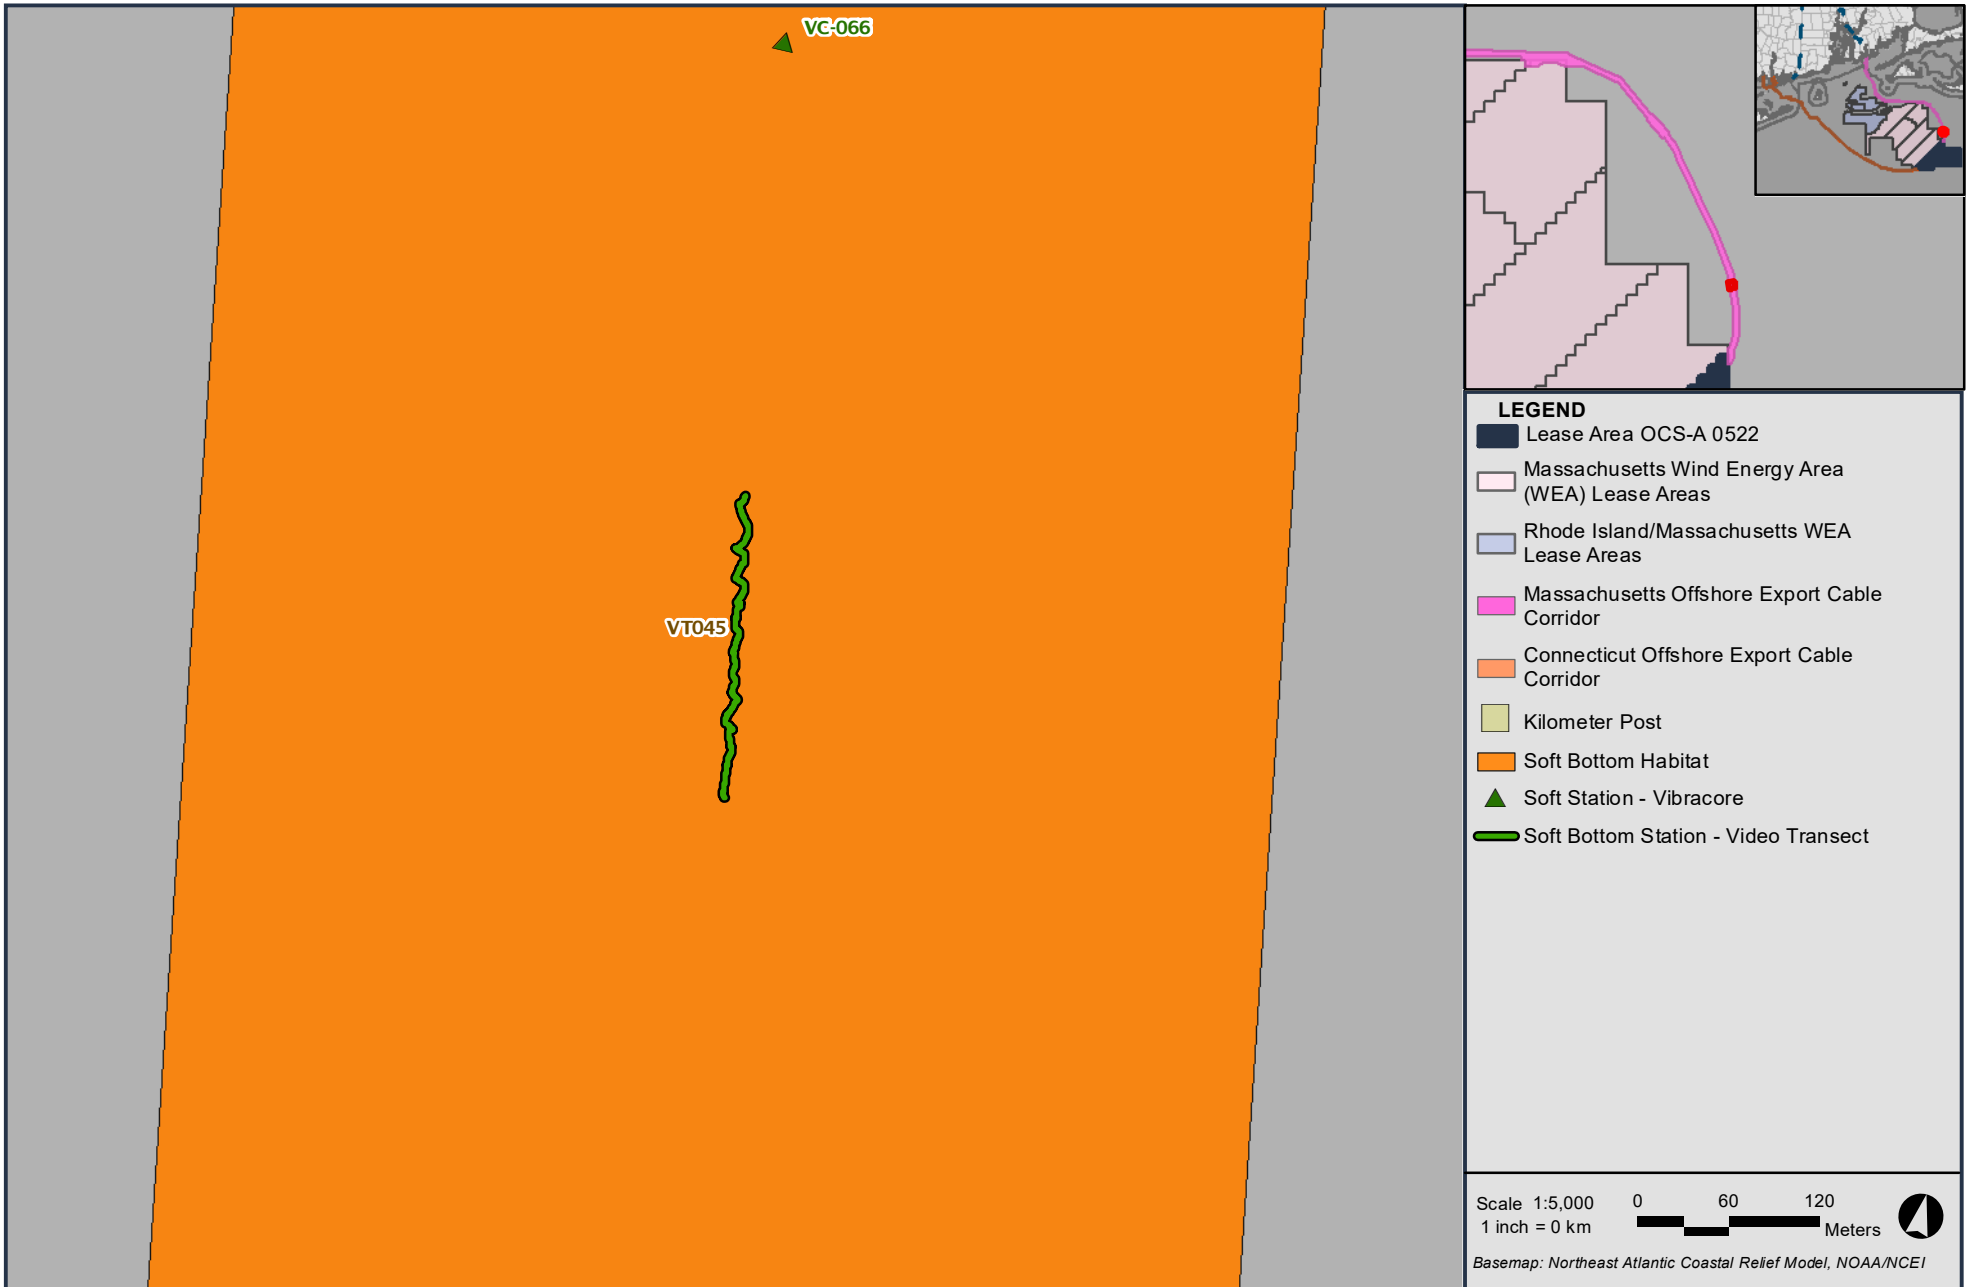 VC-066
VT045
LEGEND
Lease Area OCS-A 0522
Massachusetts Wind Energy Area
(WEA) Lease Areas
Rhode Island/Massachusetts WEA
Lease Areas
Massachusetts Offshore Export Cable
Corridor
Connecticut Offshore Export Cable
Corridor
Kilometer Post
Soft Bottom Habitat
Soft Station - Vibracore
Soft Bottom Station - Video Transect
Scale 1:5,000
1 inch = 0 km
0 60 120
Meters
Basemap: Northeast Atlantic Coastal Relief Model, NOAA/NCEI